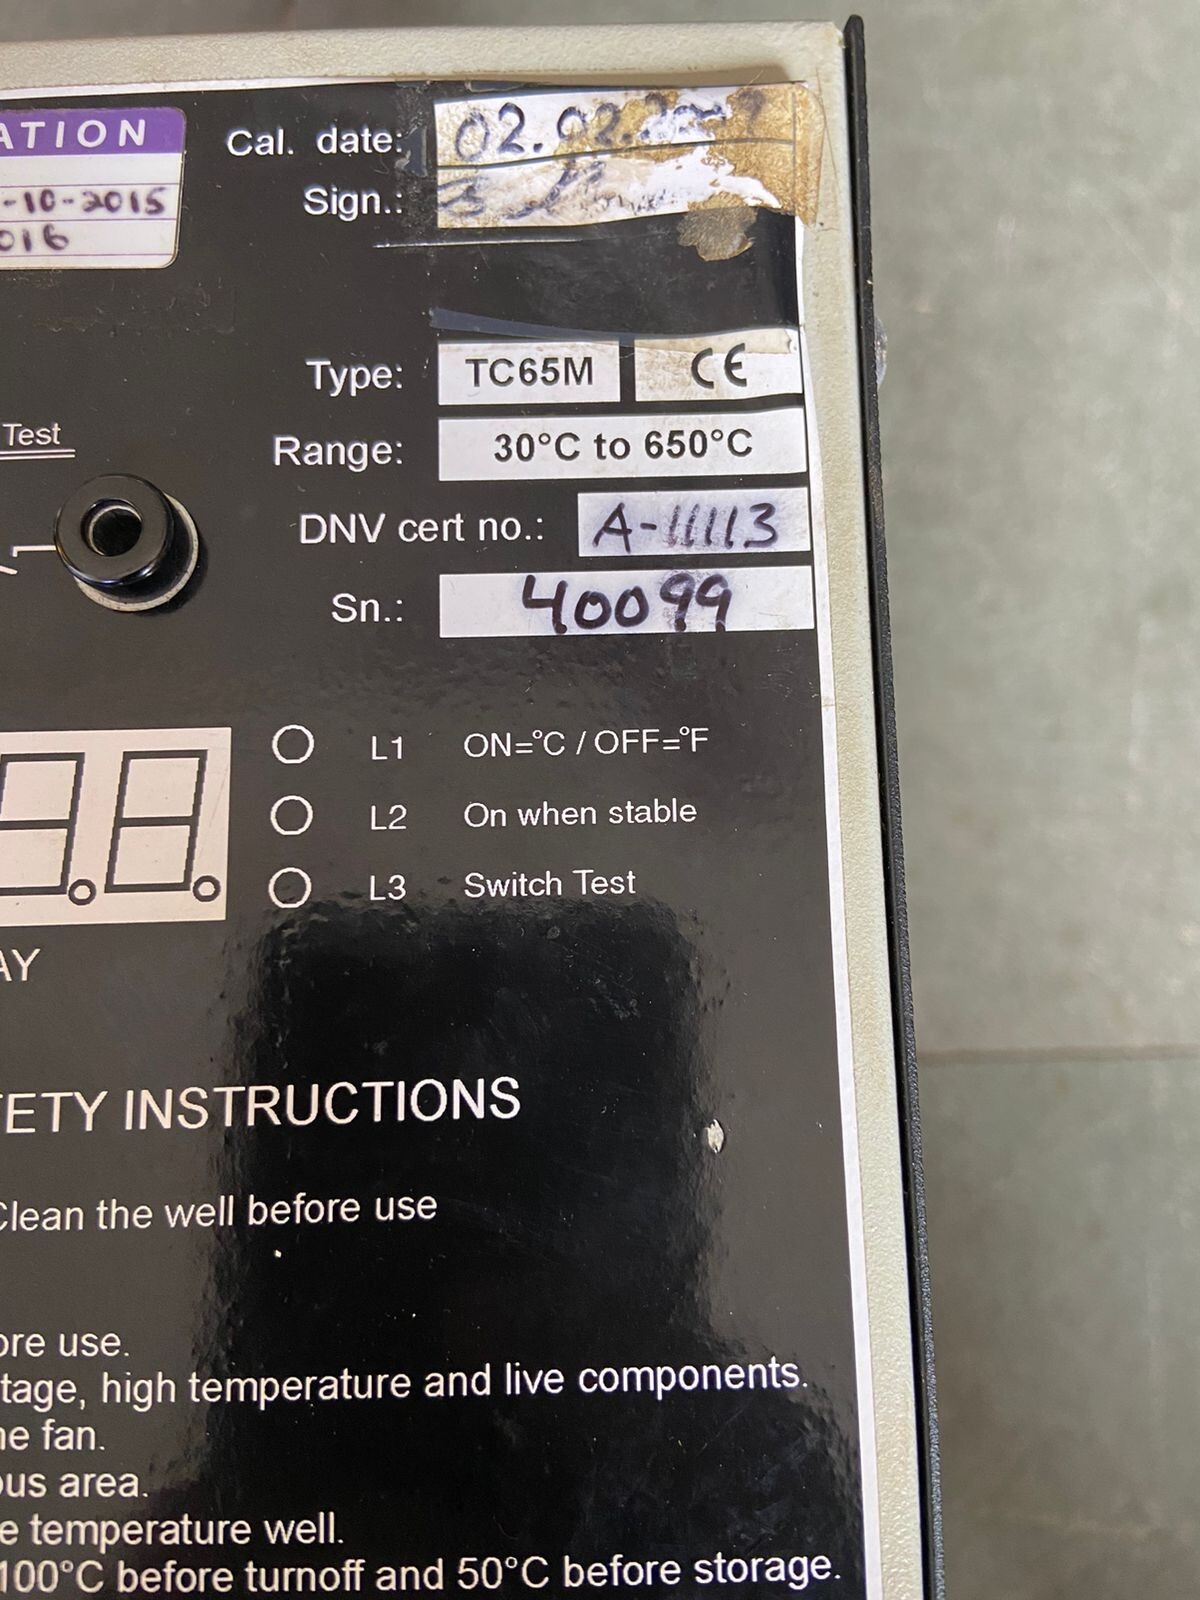 ATION
-10-2015
016
Cal. date: 02.02.
Sign.:
Type: TC65M CE
Range: 30°C to 650°C
Test
DNV cert no.: A-11113
Sn.: 40099
L1 ON=°C / OFF=°F
L2 On when stable
L3 Switch Test
AY
ETY INSTRUCTIONS
Clean the well before use
ore use.
tage, high temperature and live components.
he fan.
ous area.
e temperature well.
100°C before turnoff and 50°C before storage.